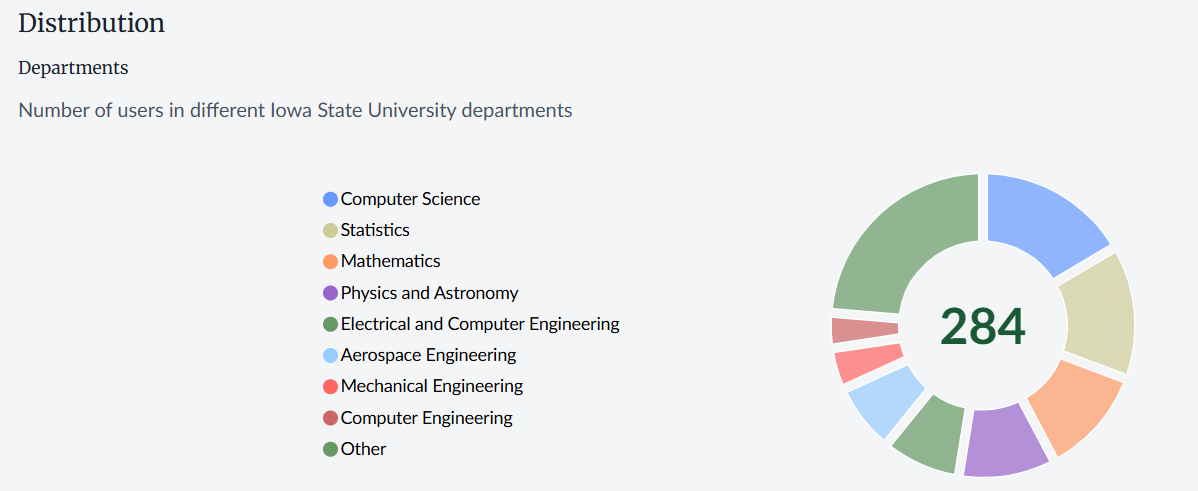 Distribution
Departments
Number of users in different Iowa State University departments
Computer Science
Statistics
Mathematics
Physics and Astronomy
Electrical and Computer Engineering
Aerospace Engineering
Mechanical Engineering
Computer Engineering
Other
284